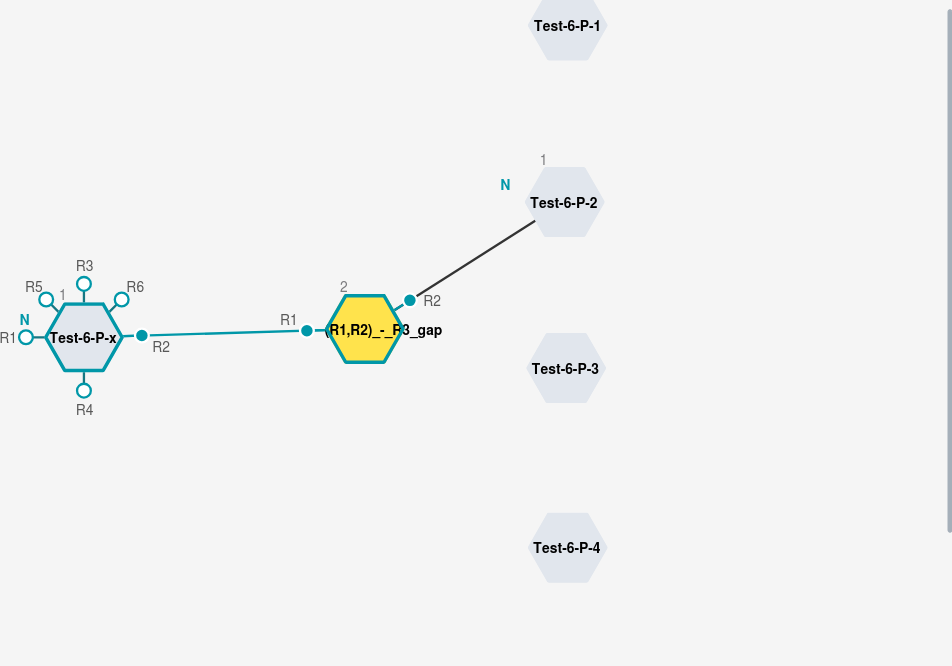 Test-6-P-1
1
N
Test-6-P-2
R3
R5
1
R6
N
R1
Test-6-P-x
R2
R4
2
R1
(R1,R2)_-_R3_gap
R2
Test-6-P-3
Test-6-P-4